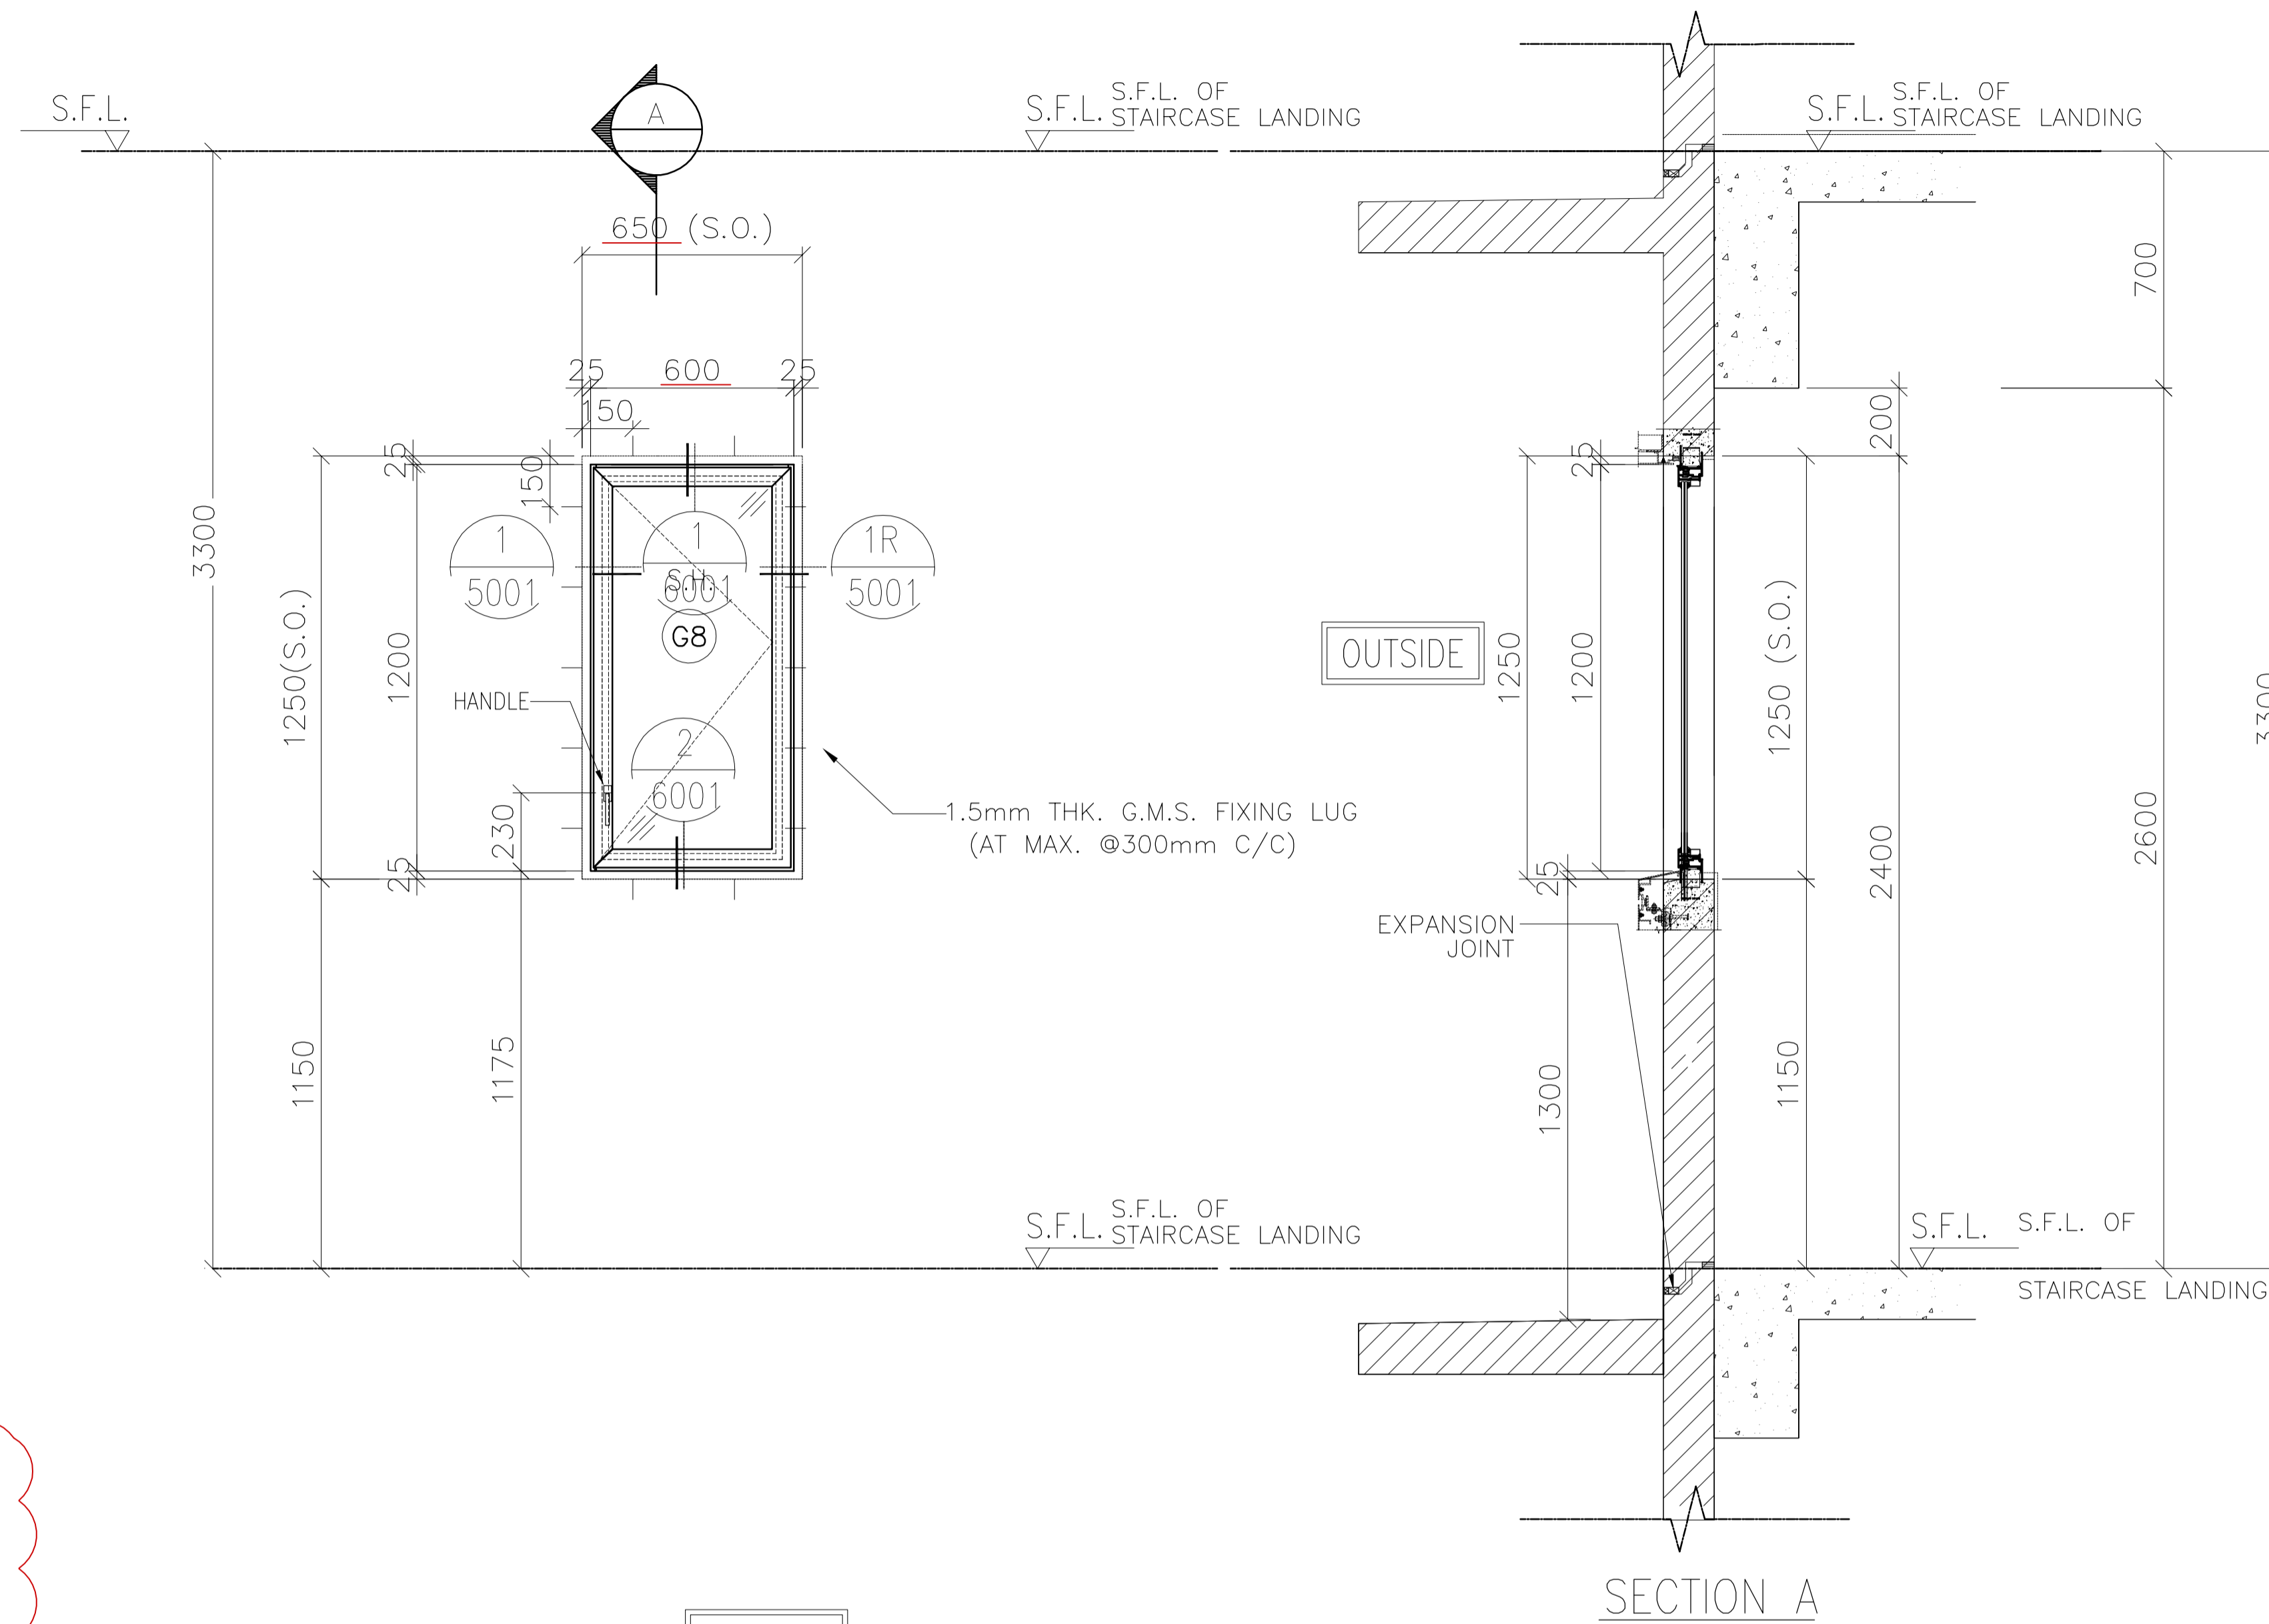 S.F.L.
A
S.F.L. S.F.L. OF
STAIRCASE LANDING
S.F.L. S.F.L. OF
STAIRCASE LANDING
650 (S.O.)
700
25 600 25
150
200
25
150
25
3300
1
5001
1
6001
S.H.
1R
5001
G8
1250(S.O.)
1200
OUTSIDE
1250
1200
1250 (S.O.)
3300
HANDLE
2
6001
1.5mm THK. G.M.S. FIXING LUG
(AT MAX. @300mm C/C)
230
25
2400
2600
25
EXPANSION
JOINT
1150
1175
1300
1150
S.F.L. S.F.L. OF
STAIRCASE LANDING
S.F.L. S.F.L. OF
STAIRCASE LANDING
SECTION A